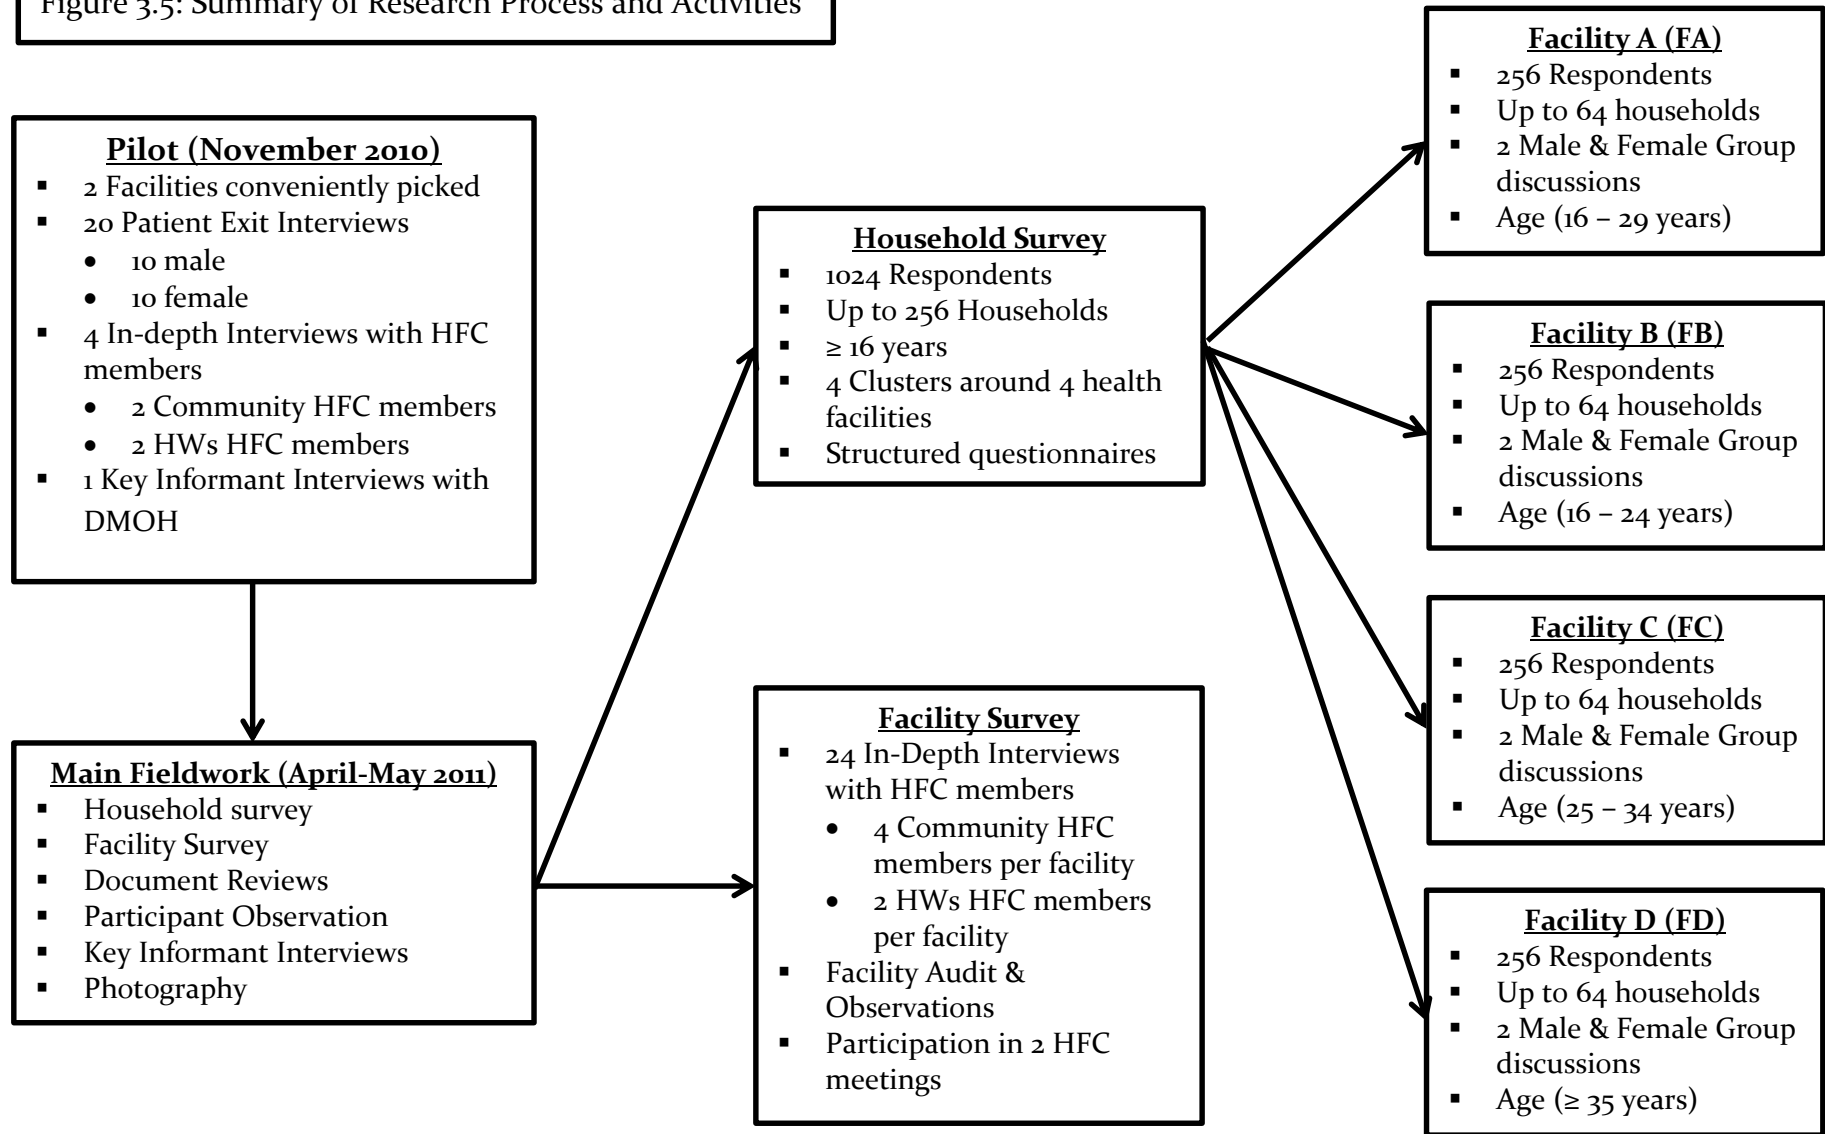 Figure 3.5: Summary of Research Process and Activities
Pilot (November 2010)
▪ 2 Facilities conveniently picked
▪ 20 Patient Exit Interviews
• 10 male
• 10 female
▪ 4 In-depth Interviews with HFC
members
• 2 Community HFC members
• 2 HWs HFC members
▪ 1 Key Informant Interviews with
DMOH
Main Fieldwork (April-May 2011)
▪ Household survey
▪ Facility Survey
▪ Document Reviews
▪ Participant Observation
▪ Key Informant Interviews
▪ Photography
Household Survey
▪ 1024 Respondents
▪ Up to 256 Households
▪ ≥ 16 years
▪ 4 Clusters around 4 health
facilities
▪ Structured questionnaires
Facility Survey
▪ 24 In-Depth Interviews
with HFC members
• 4 Community HFC
members per facility
• 2 HWs HFC members
per facility
▪ Facility Audit &
Observations
▪ Participation in 2 HFC
meetings
Facility A (FA)
▪ 256 Respondents
▪ Up to 64 households
▪ 2 Male & Female Group
discussions
▪ Age (16 – 29 years)
Facility B (FB)
▪ 256 Respondents
▪ Up to 64 households
▪ 2 Male & Female Group
discussions
▪ Age (16 – 24 years)
Facility C (FC)
▪ 256 Respondents
▪ Up to 64 households
▪ 2 Male & Female Group
discussions
▪ Age (25 – 34 years)
Facility D (FD)
▪ 256 Respondents
▪ Up to 64 households
▪ 2 Male & Female Group
discussions
▪ Age (≥ 35 years)